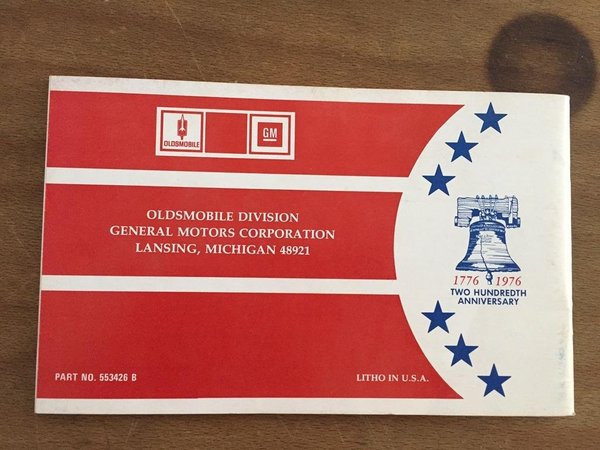 OLDSMOBILE
GM
OLDSMOBILE DIVISION
GENERAL MOTORS CORPORATION
LANSING, MICHIGAN 48921
1776 1976
TWO HUNDREDTH
ANNIVERSARY
PART NO. 553426 B
LITHO IN U.S.A.